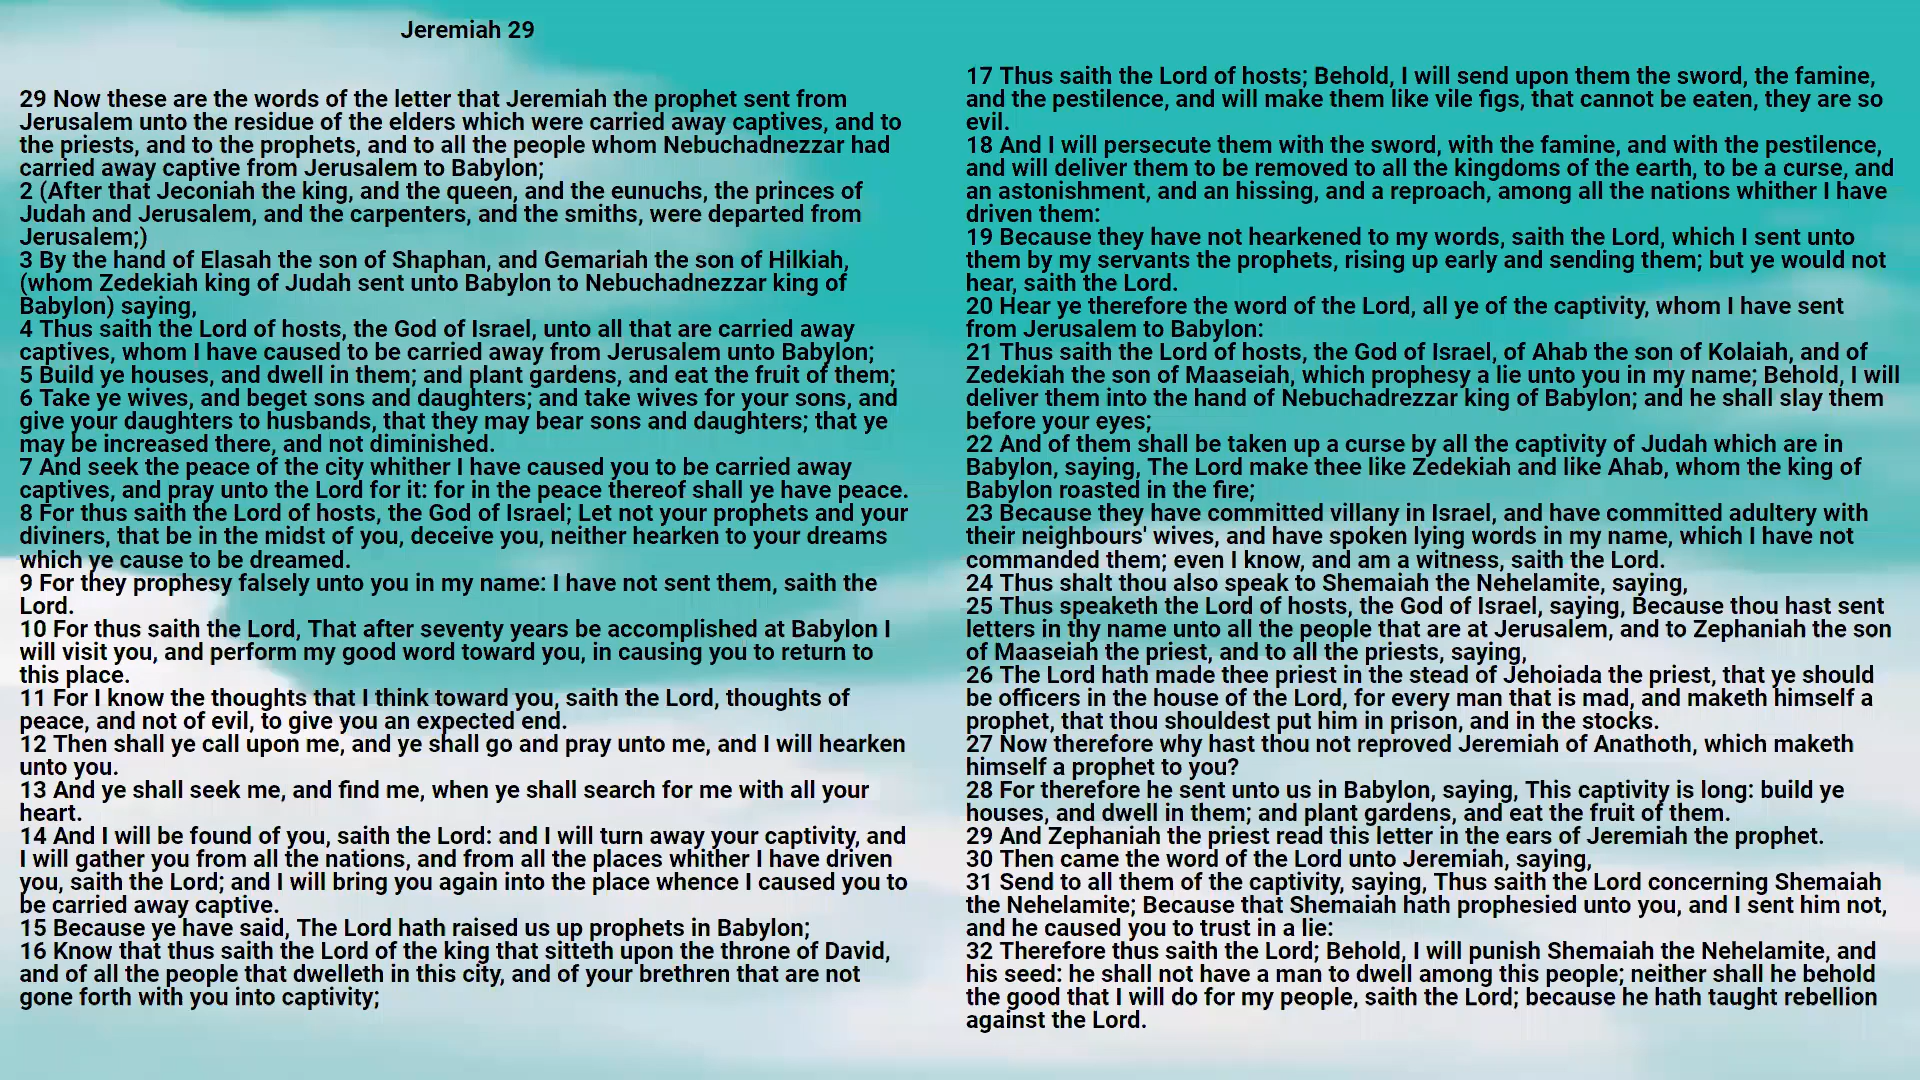 Jeremiah 29
29 Now these are the words of the letter that Jeremiah the prophet sent from
Jerusalem unto the residue of the elders which were carried away captives, and to
the priests, and to the prophets, and to all the people whom Nebuchadnezzar had
carried away captive from Jerusalem to Babylon;
2 (After that Jeconiah the king, and the queen, and the eunuchs, the princes of
Judah and Jerusalem, and the carpenters, and the smiths, were departed from
Jerusalem;)
3 By the hand of Elasah the son of Shaphan, and Gemariah the son of Hilkiah,
(whom Zedekiah king of Judah sent unto Babylon to Nebuchadnezzar king of
Babylon) saying,
4 Thus saith the Lord of hosts, the God of Israel, unto all that are carried away
captives, whom I have caused to be carried away from Jerusalem unto Babylon;
5 Build ye houses, and dwell in them; and plant gardens, and eat the fruit of them;
6 Take ye wives, and beget sons and daughters; and take wives for your sons, and
give your daughters to husbands, that they may bear sons and daughters; that ye
may be increased there, and not diminished.
7 And seek the peace of the city whither I have caused you to be carried away
captives, and pray unto the Lord for it: for in the peace thereof shall ye have peace.
8 For thus saith the Lord of hosts, the God of Israel; Let not your prophets and your
diviners, that be in the midst of you, deceive you, neither hearken to your dreams
which ye cause to be dreamed.
9 For they prophesy falsely unto you in my name: I have not sent them, saith the
Lord.
10 For thus saith the Lord, That after seventy years be accomplished at Babylon I
will visit you, and perform my good word toward you, in causing you to return to
this place.
11 For I know the thoughts that I think toward you, saith the Lord, thoughts of
peace, and not of evil, to give you an expected end.
12 Then shall ye call upon me, and ye shall go and pray unto me, and I will hearken
unto you.
13 And ye shall seek me, and find me, when ye shall search for me with all your
heart.
14 And I will be found of you, saith the Lord: and I will turn away your captivity, and
I will gather you from all the nations, and from all the places whither I have driven
you, saith the Lord; and I will bring you again into the place whence I caused you to
be carried away captive.
15 Because ye have said, The Lord hath raised us up prophets in Babylon;
16 Know that thus saith the Lord of the king that sitteth upon the throne of David,
and of all the people that dwelleth in this city, and of your brethren that are not
gone forth with you into captivity;
17 Thus saith the Lord of hosts; Behold, I will send upon them the sword, the famine,
and the pestilence, and will make them like vile figs, that cannot be eaten, they are so
evil.
18 And I will persecute them with the sword, with the famine, and with the pestilence,
and will deliver them to be removed to all the kingdoms of the earth, to be a curse, and
an astonishment, and an hissing, and a reproach, among all the nations whither I have
driven them:
19 Because they have not hearkened to my words, saith the Lord, which I sent unto
them by my servants the prophets, rising up early and sending them; but ye would not
hear, saith the Lord.
20 Hear ye therefore the word of the Lord, all ye of the captivity, whom I have sent
from Jerusalem to Babylon:
21 Thus saith the Lord of hosts, the God of Israel, of Ahab the son of Kolaiah, and of
Zedekiah the son of Maaseiah, which prophesy a lie unto you in my name; Behold, I will
deliver them into the hand of Nebuchadrezzar king of Babylon; and he shall slay them
before your eyes;
22 And of them shall be taken up a curse by all the captivity of Judah which are in
Babylon, saying, The Lord make thee like Zedekiah and like Ahab, whom the king of
Babylon roasted in the fire;
23 Because they have committed villany in Israel, and have committed adultery with
their neighbours' wives, and have spoken lying words in my name, which I have not
commanded them; even I know, and am a witness, saith the Lord.
24 Thus shalt thou also speak to Shemaiah the Nehelamite, saying,
25 Thus speaketh the Lord of hosts, the God of Israel, saying, Because thou hast sent
letters in thy name unto all the people that are at Jerusalem, and to Zephaniah the son
of Maaseiah the priest, and to all the priests, saying,
26 The Lord hath made thee priest in the stead of Jehoiada the priest, that ye should
be officers in the house of the Lord, for every man that is mad, and maketh himself a
prophet, that thou shouldest put him in prison, and in the stocks.
27 Now therefore why hast thou not reproved Jeremiah of Anathoth, which maketh
himself a prophet to you?
28 For therefore he sent unto us in Babylon, saying, This captivity is long: build ye
houses, and dwell in them; and plant gardens, and eat the fruit of them.
29 And Zephaniah the priest read this letter in the ears of Jeremiah the prophet.
30 Then came the word of the Lord unto Jeremiah, saying,
31 Send to all them of the captivity, saying, Thus saith the Lord concerning Shemaiah
the Nehelamite; Because that Shemaiah hath prophesied unto you, and I sent him not,
and he caused you to trust in a lie:
32 Therefore thus saith the Lord; Behold, I will punish Shemaiah the Nehelamite, and
his seed: he shall not have a man to dwell among this people; neither shall he behold
the good that I will do for my people, saith the Lord; because he hath taught rebellion
against the Lord.